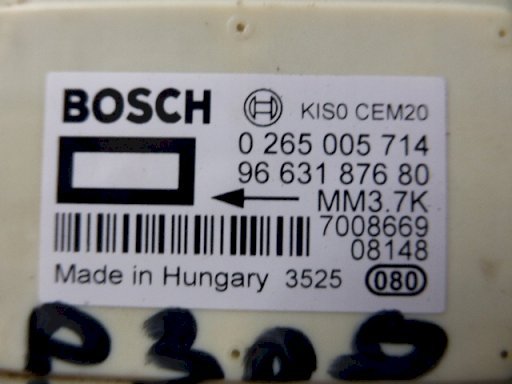 BOSCH KIS0 CEM20
0 265 005 714
96 631 876 80
MM3.7K
7008669
08148
Made in Hungary 3525 080
P308